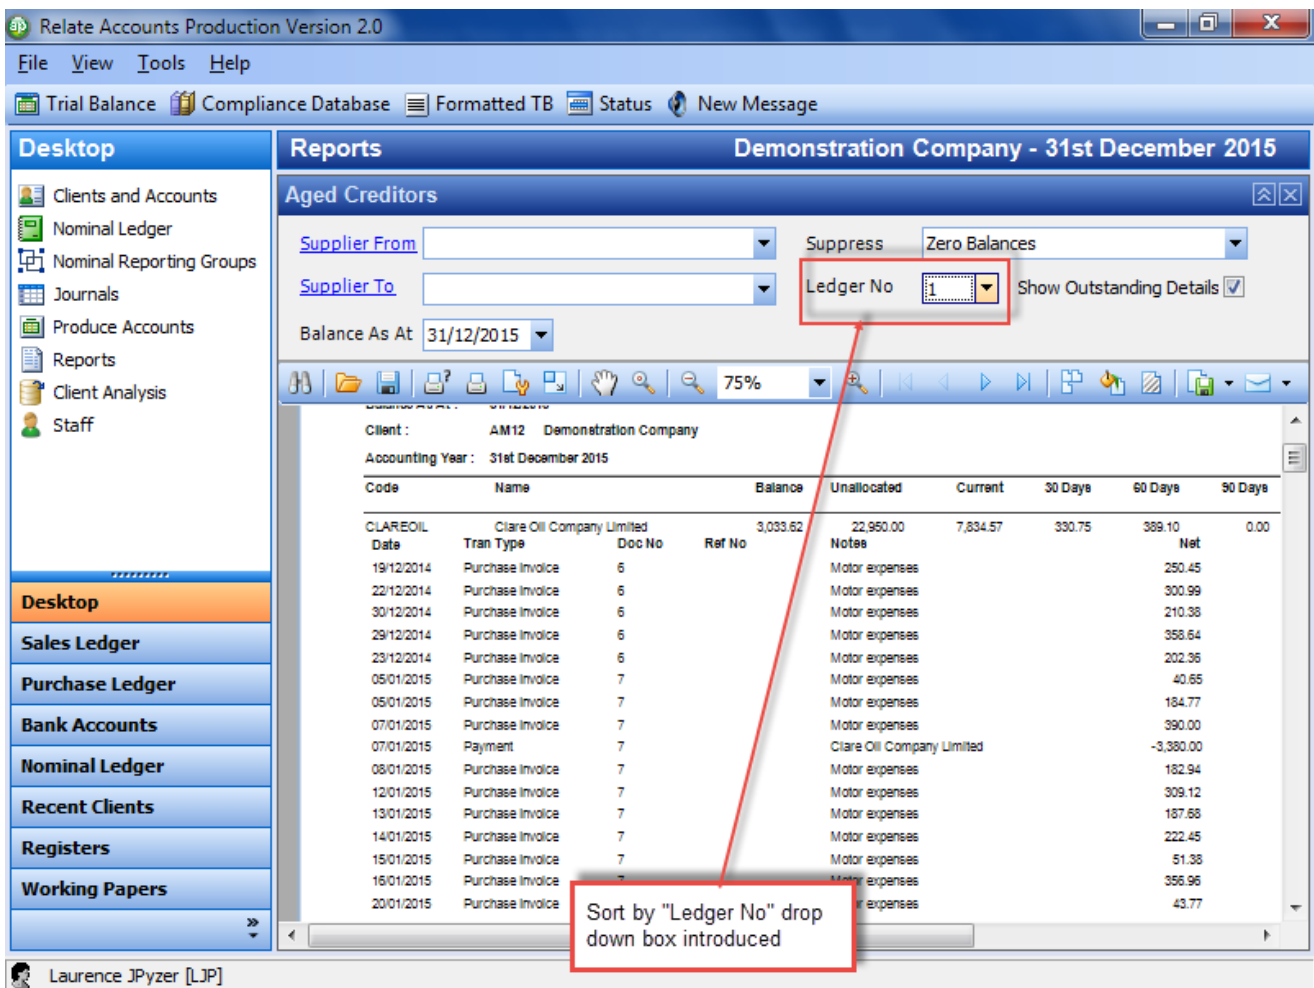 Relate Accounts Production Version 2.0
File View Tools Help
Trial Balance Compliance Database Formatted TB Status New Message
Desktop
Clients and Accounts
Nominal Ledger
Nominal Reporting Groups
Journals
Produce Accounts
Reports
Client Analysis
Staff
Desktop
Sales Ledger
Purchase Ledger
Bank Accounts
Nominal Ledger
Recent Clients
Registers
Working Papers
Reports Demonstration Company - 31st December 2015
Aged Creditors
Supplier From Suppress Zero Balances
Supplier To Ledger No 1 Show Outstanding Details
Balance As At 31/12/2015
75%
Client : AM12 Demonstration Company
Accounting Year : 31st December 2015
Code Name Balance Unallocated Current 30 Days 60 Days 90 Days
CLAREOIL Clare Oil Company Limited 3,033.62 22,950.00 7,834.57 330.75 389.10 0.00
Date Tran Type Doc No Ref No Notes Net
19/12/2014 Purchase Invoice 6 Motor expenses 250.45
22/12/2014 Purchase Invoice 6 Motor expenses 300.99
30/12/2014 Purchase Invoice 6 Motor expenses 210.38
29/12/2014 Purchase Invoice 6 Motor expenses 358.64
23/12/2014 Purchase Invoice 6 Motor expenses 202.36
05/01/2015 Purchase Invoice 7 Motor expenses 40.65
05/01/2015 Purchase Invoice 7 Motor expenses 184.77
07/01/2015 Purchase Invoice 7 Motor expenses 390.00
07/01/2015 Payment 7 Clare Oil Company Limited -3,380.00
08/01/2015 Purchase Invoice 7 Motor expenses 182.94
12/01/2015 Purchase Invoice 7 Motor expenses 309.12
13/01/2015 Purchase Invoice 7 Motor expenses 187.68
14/01/2015 Purchase Invoice 7 Motor expenses 222.45
15/01/2015 Purchase Invoice 7 Motor expenses 51.38
16/01/2015 Purchase Invoice expenses 356.96
20/01/2015 Purchase Invoice expenses 43.77
Sort by "Ledger No" drop
down box introduced
Laurence JPyzer [LJP]